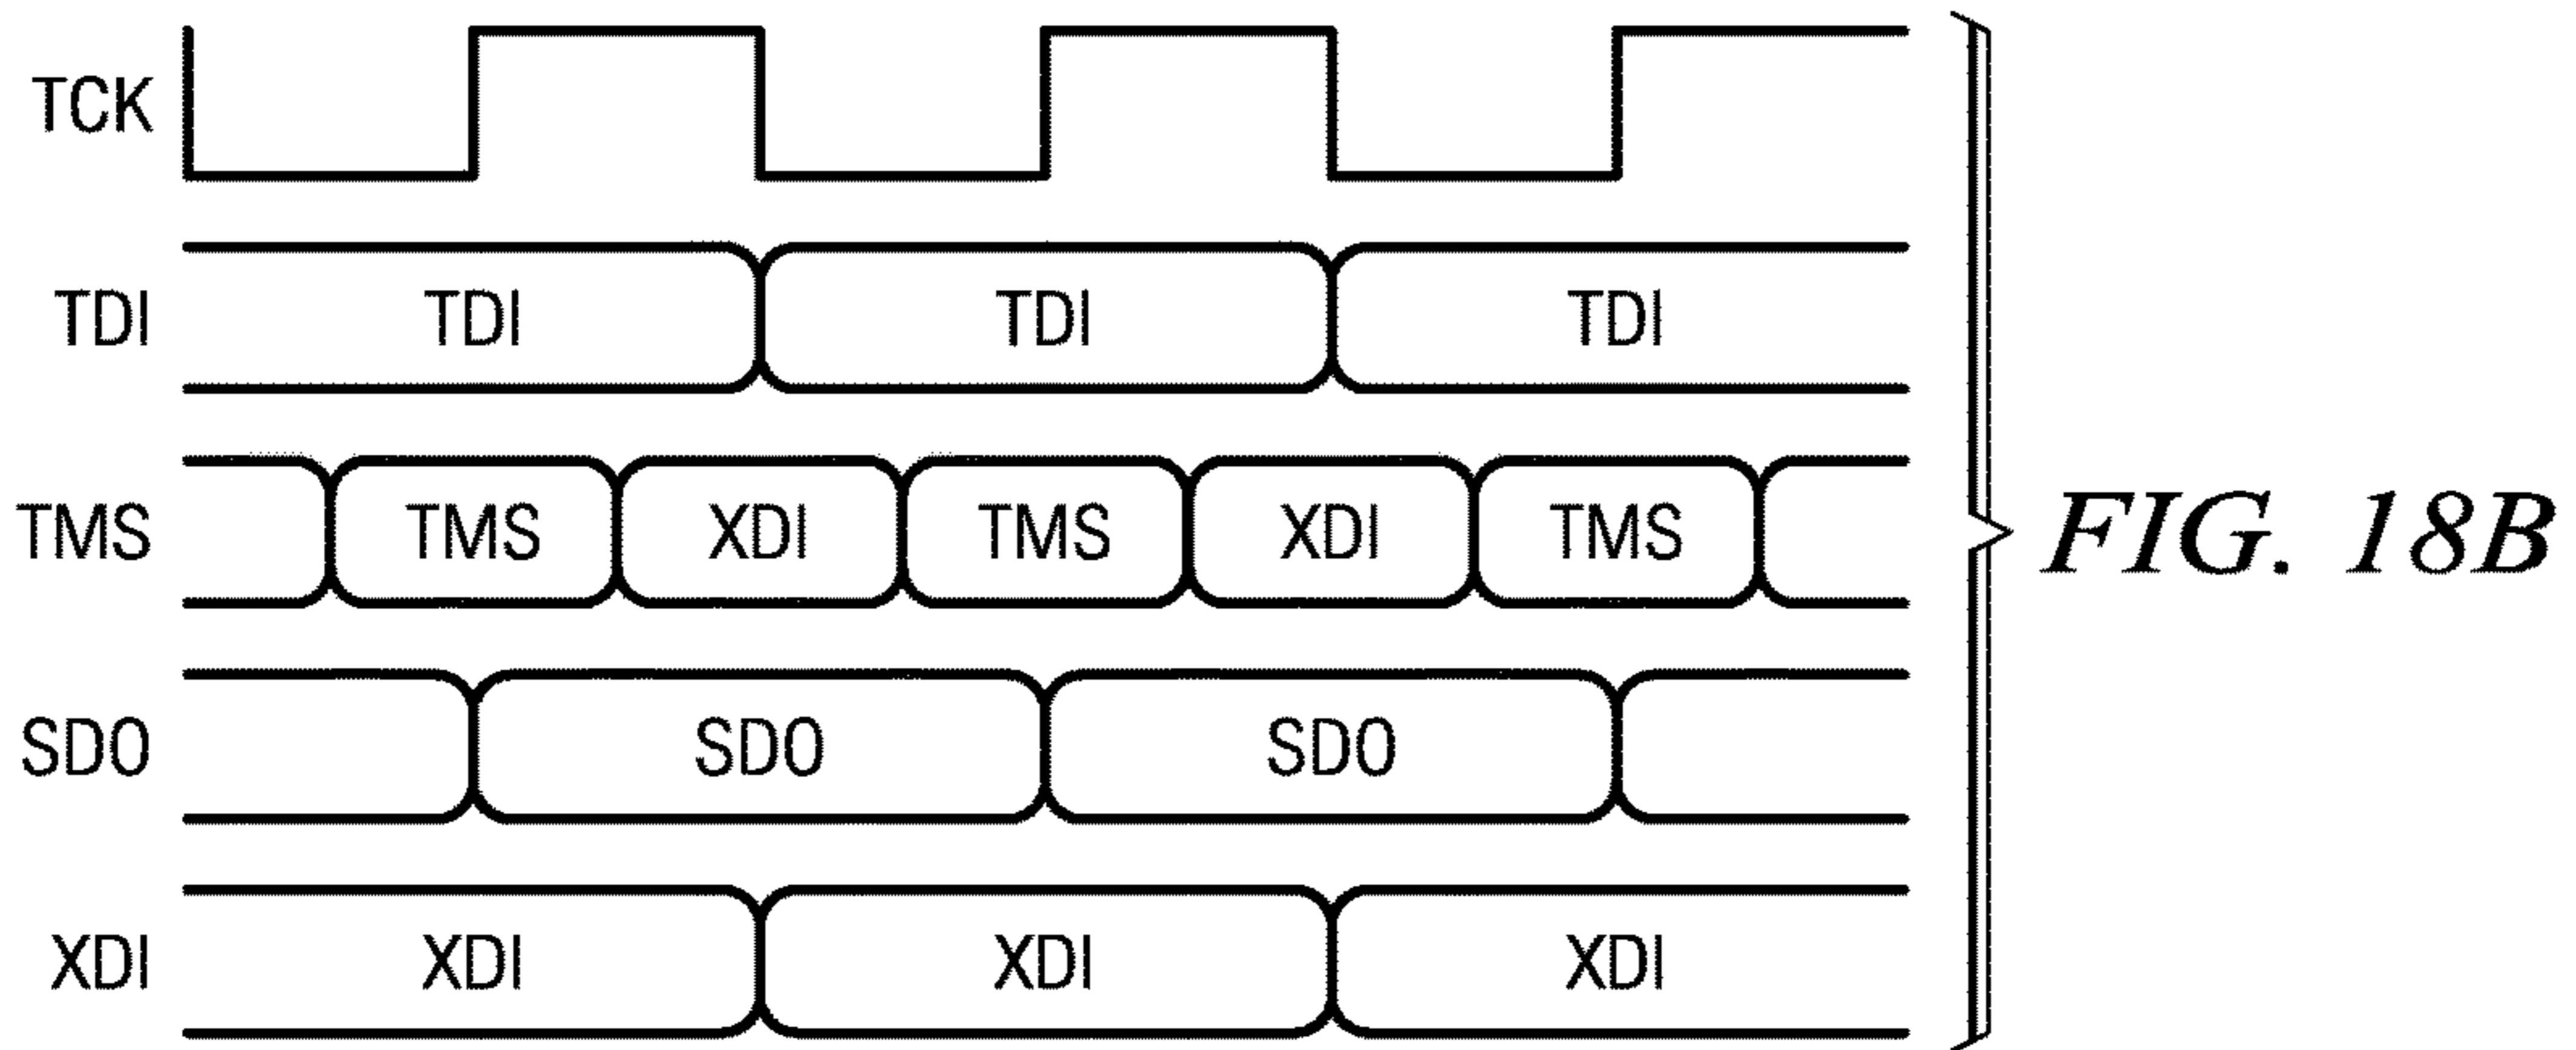 TCK
TDI TDI TDI TDI
TMS TMS XDI TMS XDI TMS
FIG. 18B
SDO SDO SDO
XDI XDI XDI XDI